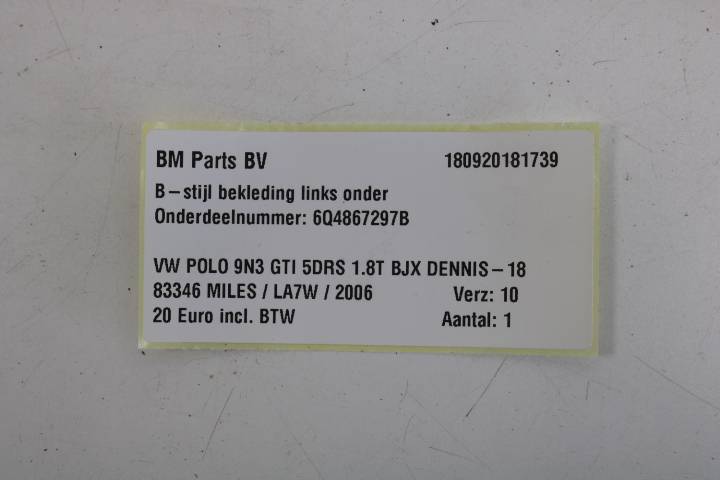 BM Parts BV 180920181739
B-stijl bekleding links onder
Onderdeelnummer: 6Q4867297B
VW POLO 9N3 GTI 5DRS 1.8T BJX DENNIS-18
83346 MILES / LA7W / 2006 Verz: 10
20 Euro incl. BTW Aantal: 1